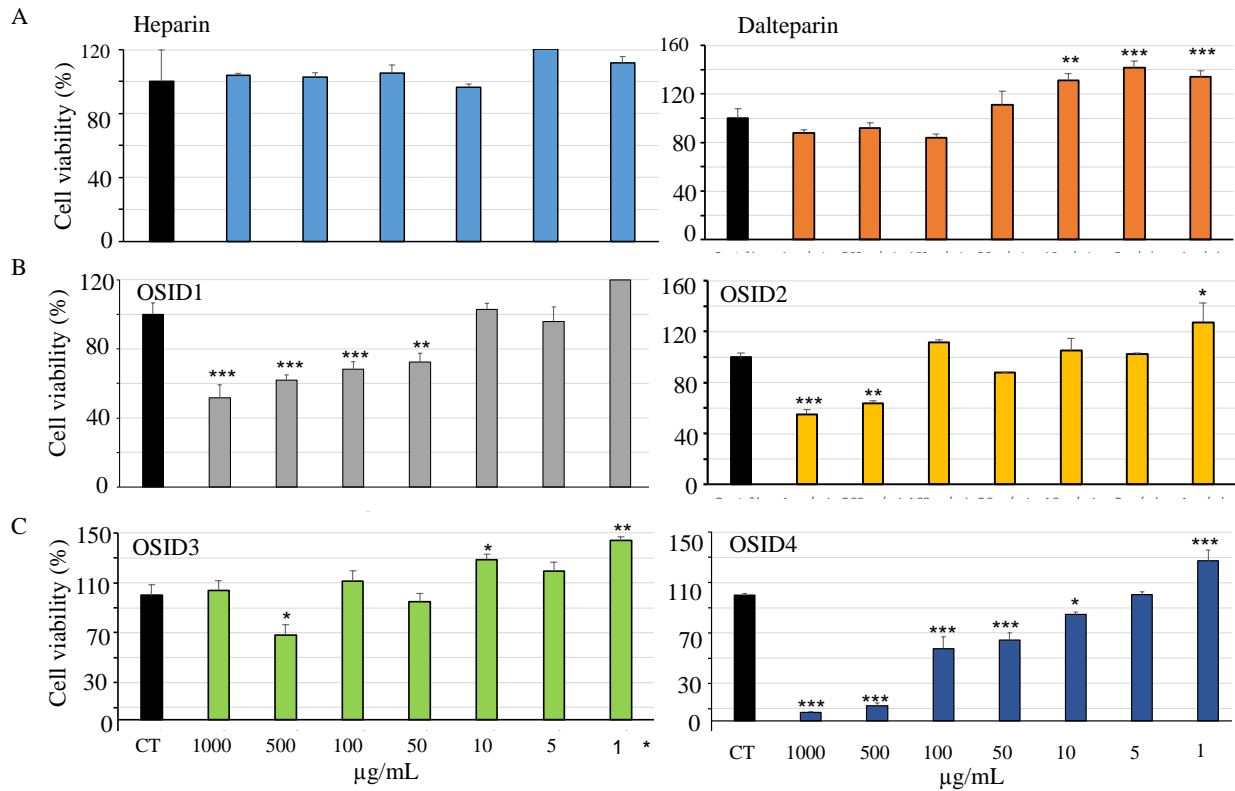 A
Heparin
Dalteparin
Cell viability (%)
120
80
40
0
160
120
80
40
0
** *** ***
B
OSID1
OSID2
Cell viability (%)
120
80
40
0
160
120
80
40
0
*** *** *** **
*** ** *
C
OSID3
OSID4
Cell viability (%)
150
110
70
30
0
150
110
70
30
0
* * **
*** *** *** *** * ***
CT 1000 500 100 50 10 5 1 *
µg/mL
CT 1000 500 100 50 10 5 1
µg/mL